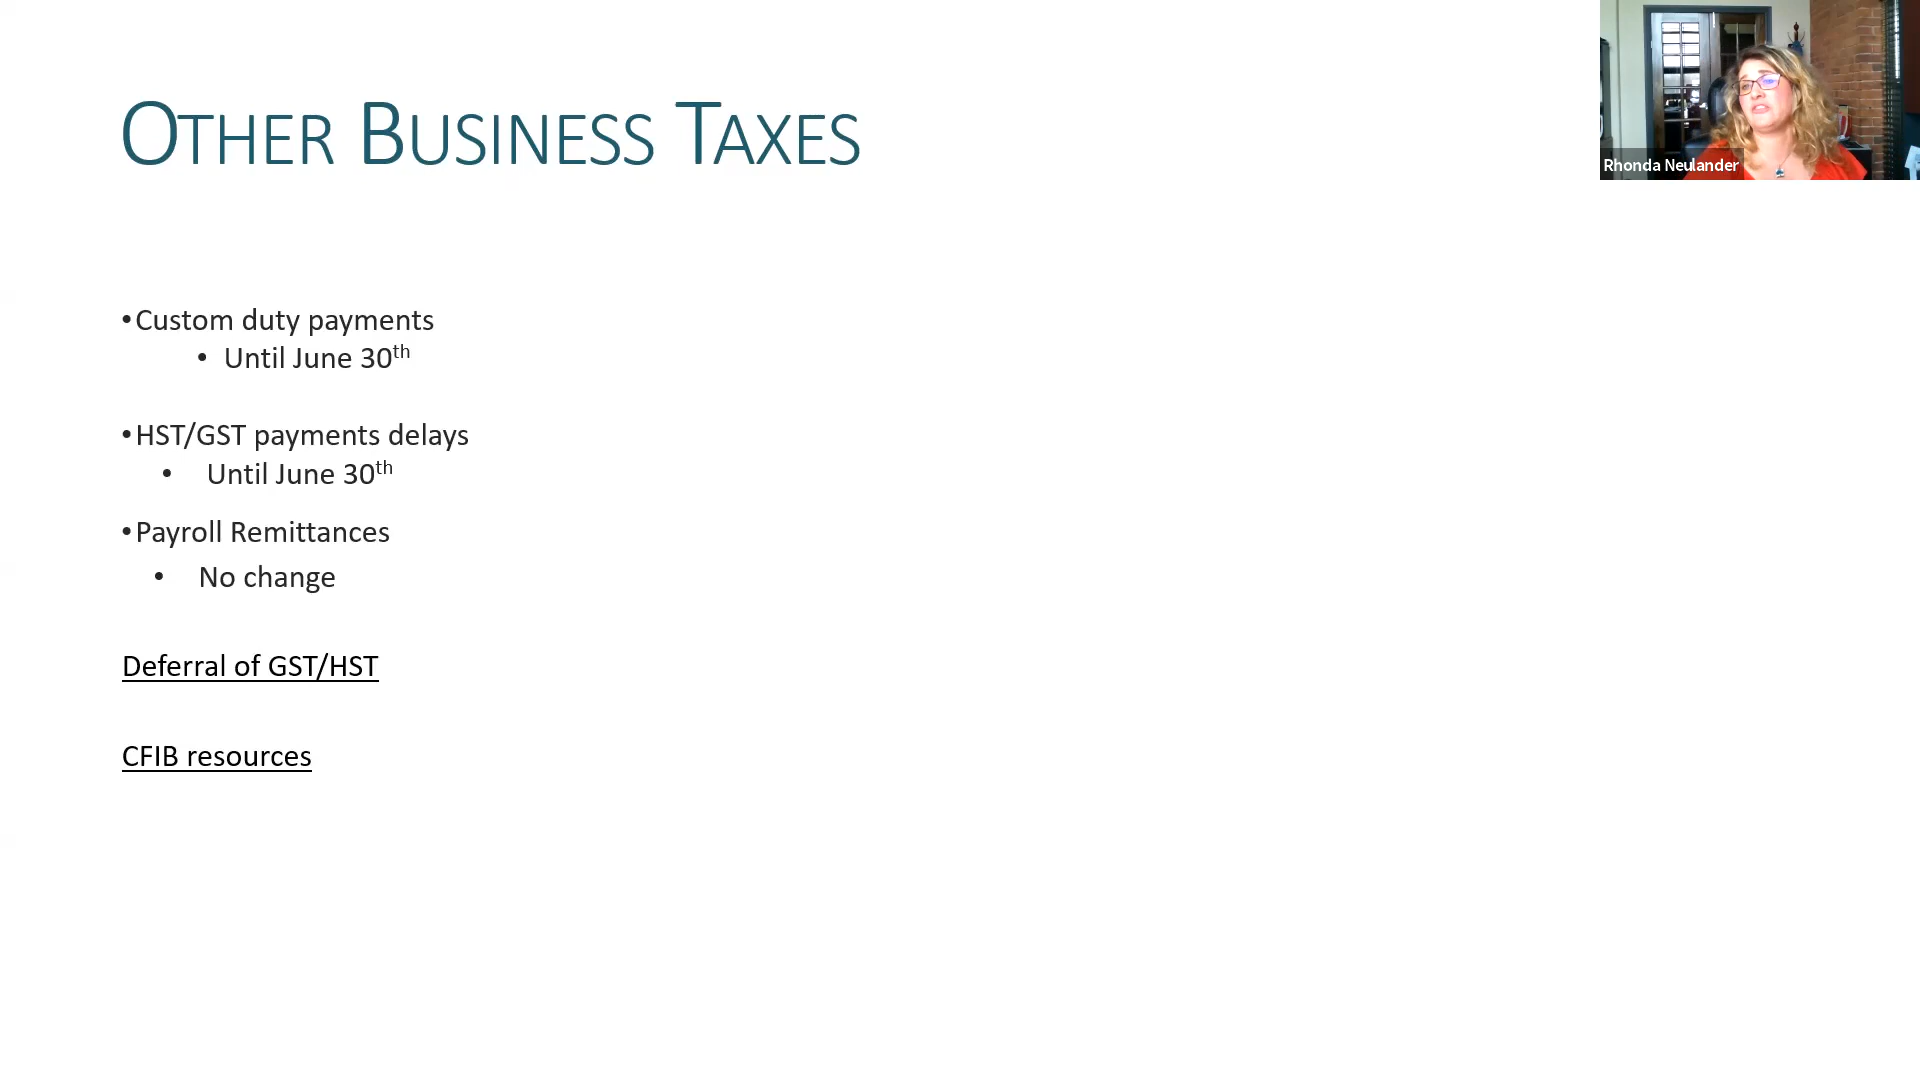 OTHER BUSINESS TAXES
Rhonda Neulander
•Custom duty payments
• Until June 30th
•HST/GST payments delays
• Until June 30th
•Payroll Remittances
• No change
Deferral of GST/HST
CFIB resources